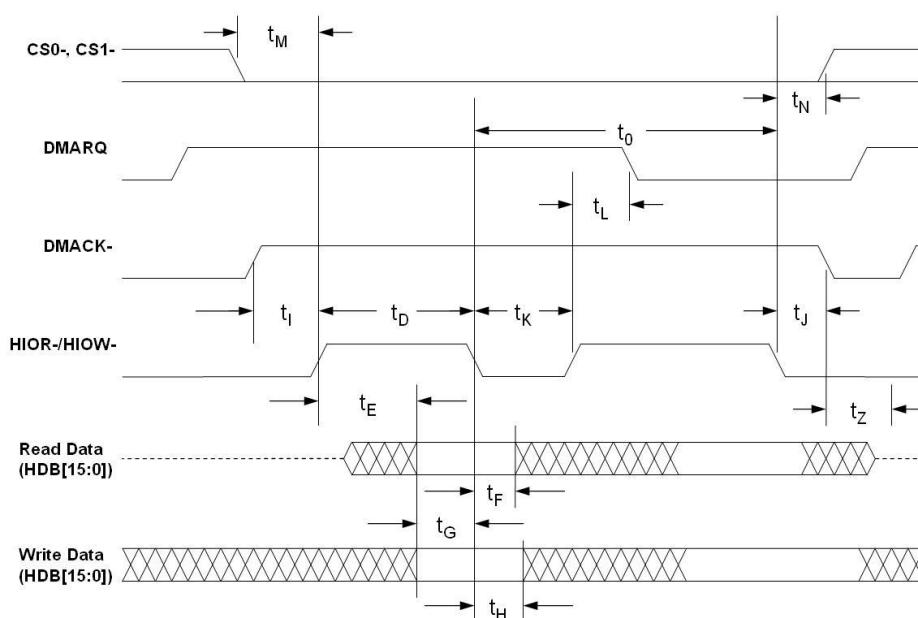 CS0-, CS1-
tM
tN
t0
DMARQ
tL
DMACK-
tI
tD
tK
tJ
HIOR-/HIOW-
tE
tZ
Read Data
(HDB[15:0])
tF
tG
Write Data
(HDB[15:0])
tH